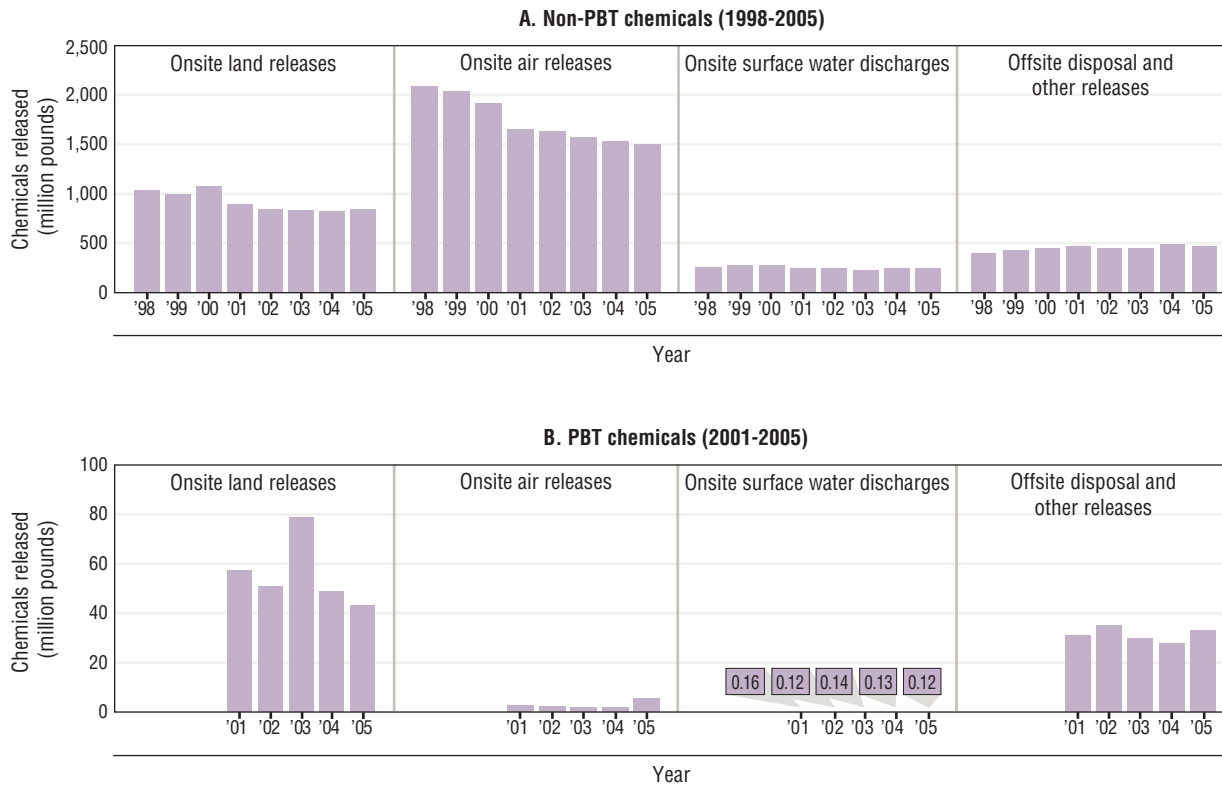 A. Non-PBT chemicals (1998-2005)
Chemicals released
(million pounds)
2,500
2,000
1,500
1,000
500
0
Onsite land releases
Onsite air releases
Onsite surface water discharges
Offsite disposal and
other releases
’98 ’99 ’00 ’01 ’02 ’03 ’04 ’05
’98 ’99 ’00 ’01 ’02 ’03 ’04 ’05
’98 ’99 ’00 ’01 ’02 ’03 ’04 ’05
’98 ’99 ’00 ’01 ’02 ’03 ’04 ’05
Year
B. PBT chemicals (2001-2005)
Chemicals released
(million pounds)
100
80
60
40
20
0
Onsite land releases
Onsite air releases
Onsite surface water discharges
Offsite disposal and
other releases
0.16 0.12 0.14 0.13 0.12
’01 ’02 ’03 ’04 ’05
’01 ’02 ’03 ’04 ’05
’01 ’02 ’03 ’04 ’05
’01 ’02 ’03 ’04 ’05
Year